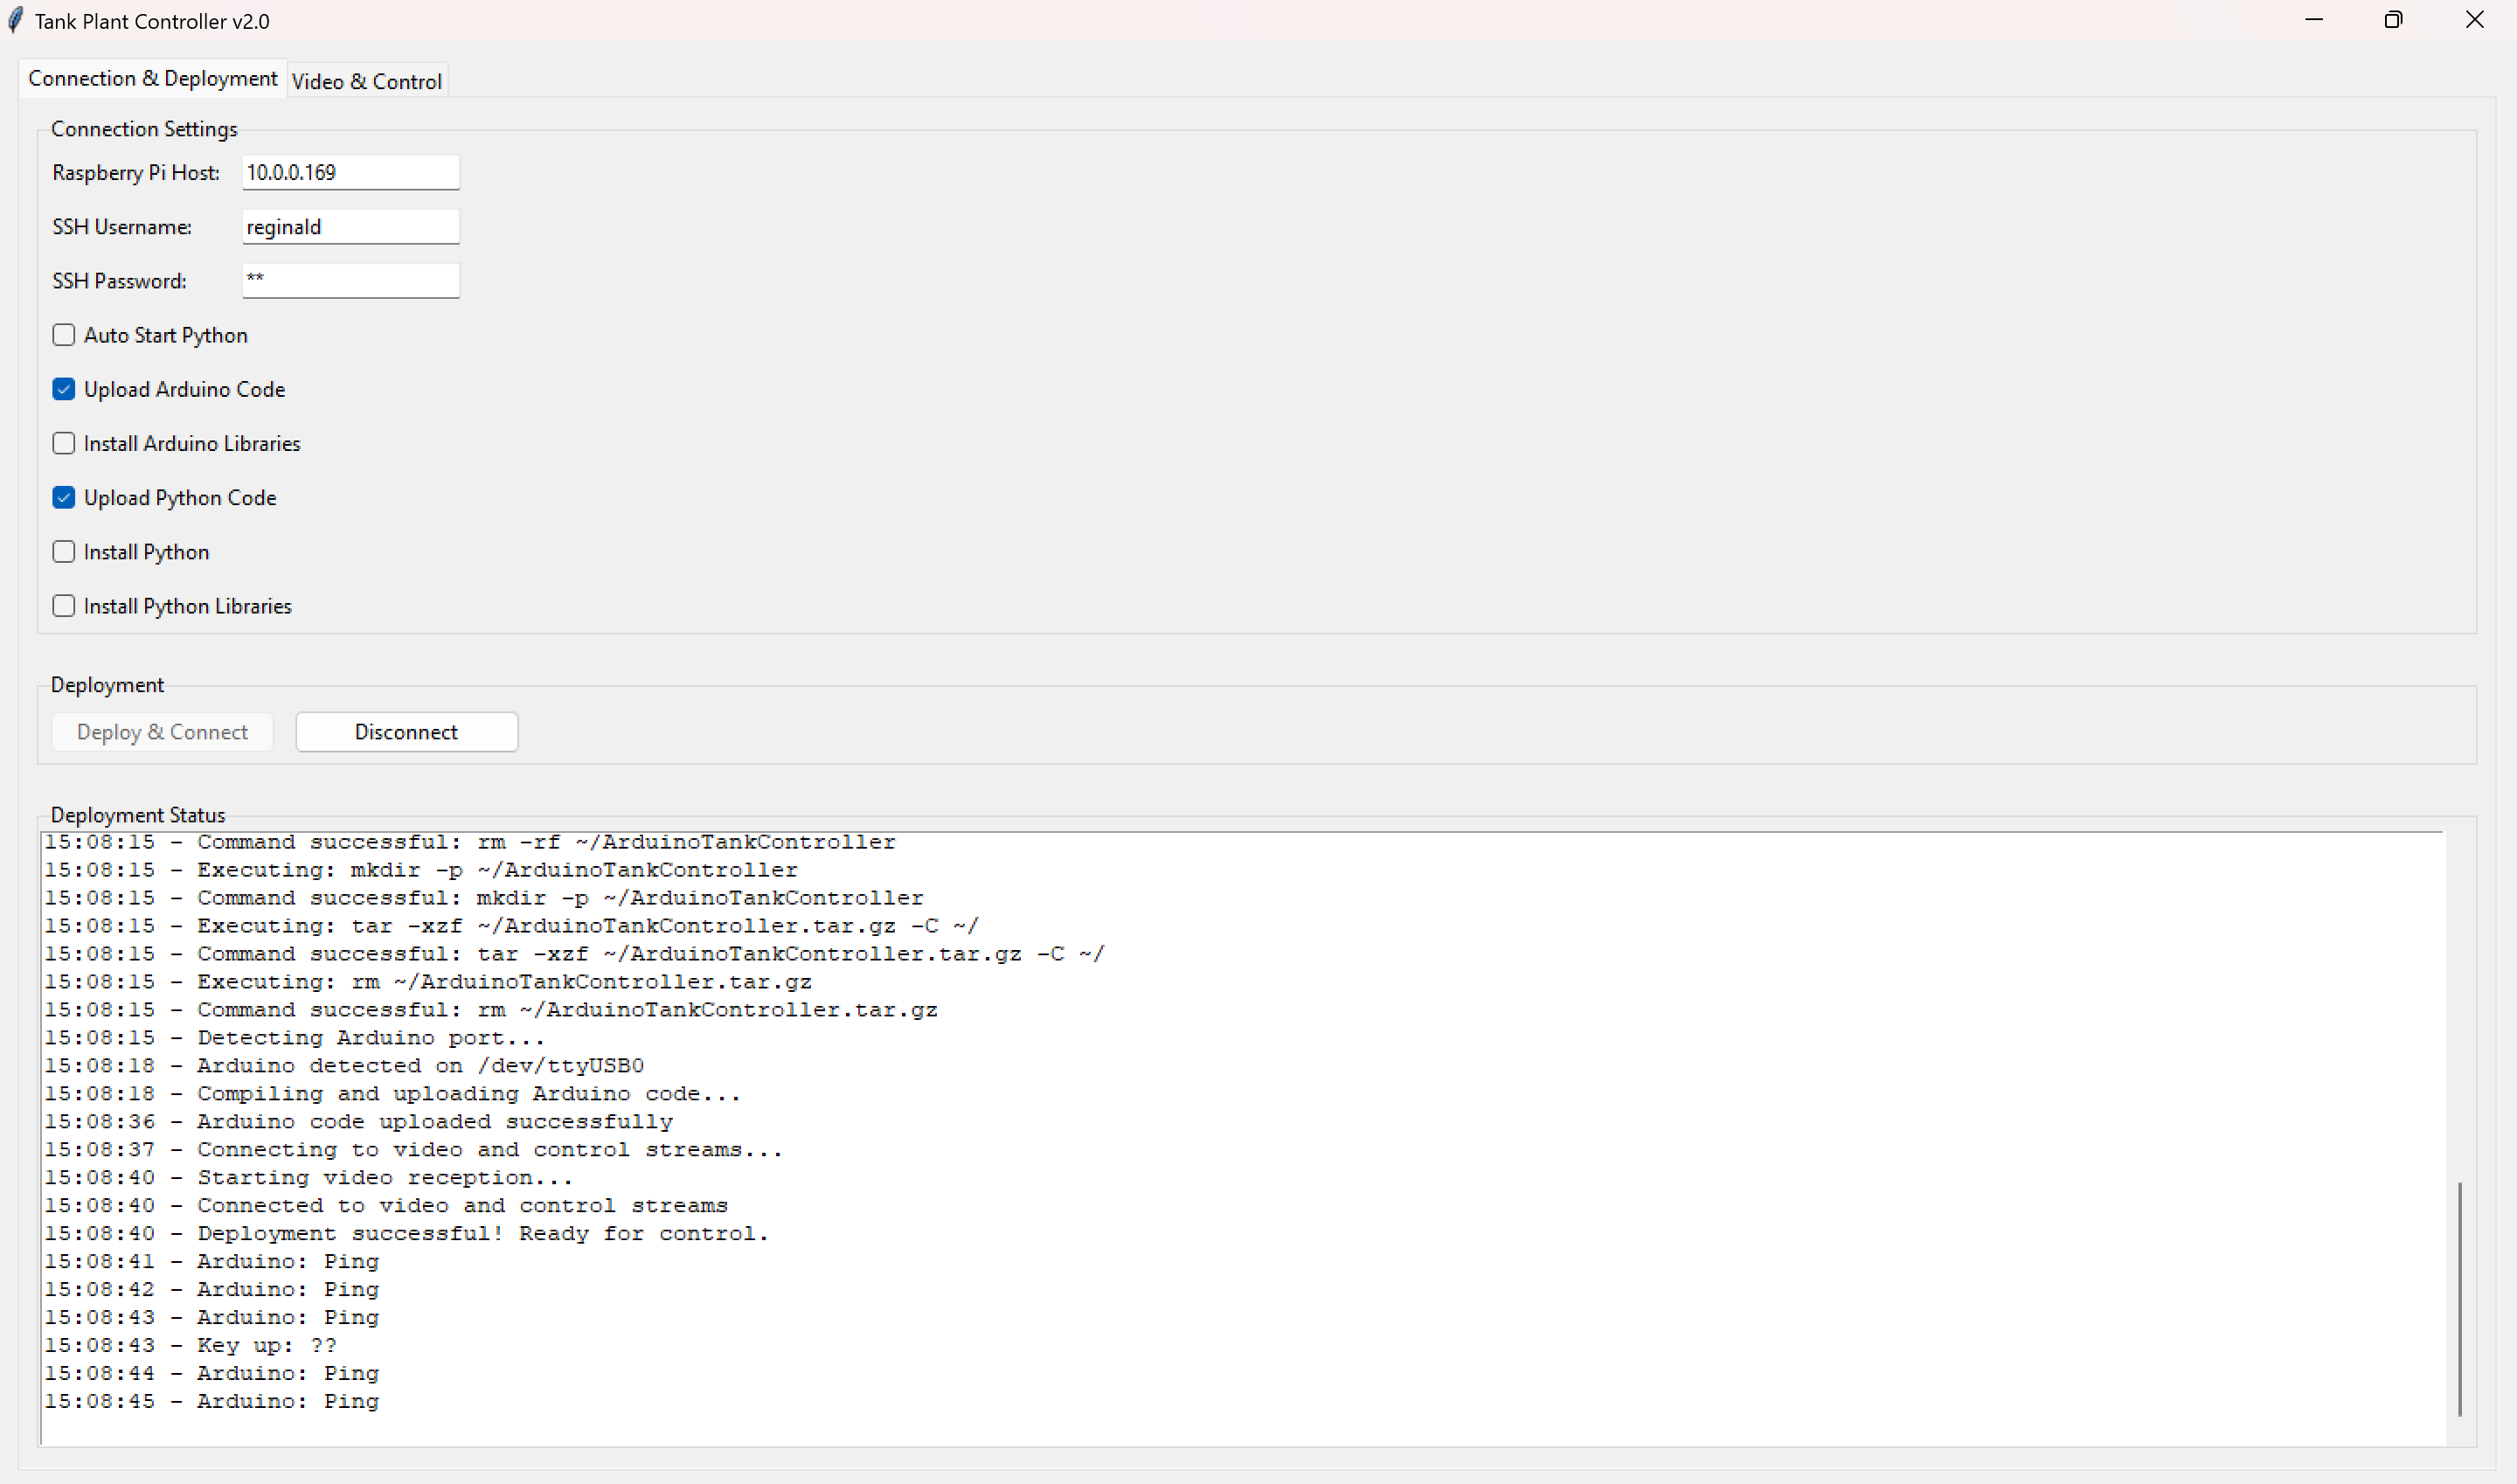 Tank Plant Controller v2.0
Connection & Deployment Video & Control
Connection Settings
Raspberry Pi Host: 10.0.0.169
SSH Username: reginald
SSH Password: **
Auto Start Python
Upload Arduino Code
Install Arduino Libraries
Upload Python Code
Install Python
Install Python Libraries
Deployment
Deploy & Connect Disconnect
Deployment Status
15:08:15 - Command successful: rm -rf ~/ArduinoTankController
15:08:15 - Executing: mkdir -p ~/ArduinoTankController
15:08:15 - Command successful: mkdir -p ~/ArduinoTankController
15:08:15 - Executing: tar -xzf ~/ArduinoTankController.tar.gz -C ~/
15:08:15 - Command successful: tar -xzf ~/ArduinoTankController.tar.gz -C ~/
15:08:15 - Executing: rm ~/ArduinoTankController.tar.gz
15:08:15 - Command successful: rm ~/ArduinoTankController.tar.gz
15:08:15 - Detecting Arduino port...
15:08:18 - Arduino detected on /dev/ttyUSB0
15:08:18 - Compiling and uploading Arduino code...
15:08:36 - Arduino code uploaded successfully
15:08:37 - Connecting to video and control streams...
15:08:40 - Starting video reception...
15:08:40 - Connected to video and control streams
15:08:40 - Deployment successful! Ready for control.
15:08:41 - Arduino: Ping
15:08:42 - Arduino: Ping
15:08:43 - Arduino: Ping
15:08:43 - Key up: ??
15:08:44 - Arduino: Ping
15:08:45 - Arduino: Ping